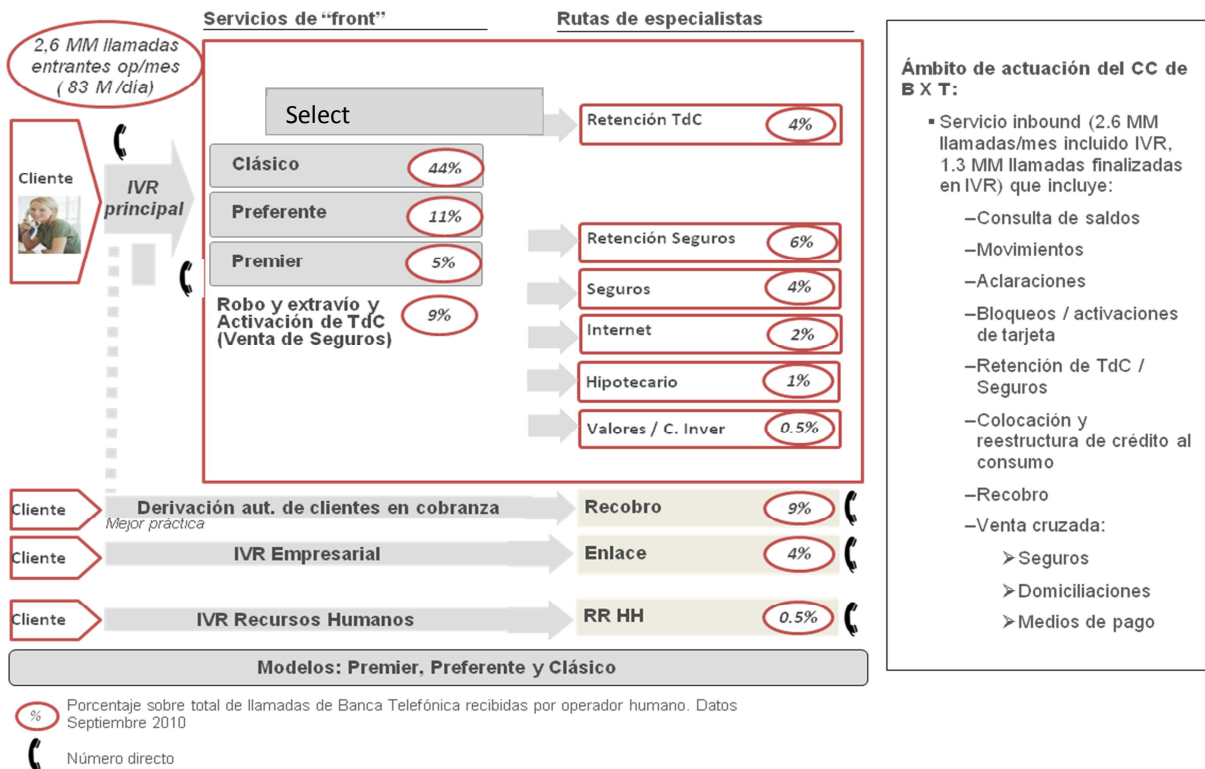 Servicios de “front”
Rutas de especialistas
2,6 MM llamadas
entrantes op/mes
( 83 M /día)
Select
Retención TdC
4%
Cliente
IVR
principal
Clásico
44%
Preferente
11%
Premier
5%
Robo y extravío y
Activación de TdC
(Venta de Seguros)
9%
Retención Seguros
6%
Seguros
4%
Internet
2%
Hipotecario
1%
Valores / C. Inver
0.5%
Cliente
Derivación aut. de clientes en cobranza
Mejor práctica
Recobro
9%
Cliente
IVR Empresarial
Enlace
4%
Cliente
IVR Recursos Humanos
RR HH
0.5%
Modelos: Premier, Preferente y Clásico
%
Porcentaje sobre total de llamadas de Banca Telefónica recibidas por operador humano. Datos
Septiembre 2010
Número directo
Ámbito de actuación del CC de
B X T:
▪ Servicio inbound (2.6 MM
llamadas/mes incluido IVR,
1.3 MM llamadas finalizadas
en IVR) que incluye:
–Consulta de saldos
–Movimientos
–Aclaraciones
–Bloqueos / activaciones
de tarjeta
–Retención de TdC /
Seguros
–Colocación y
reestructura de crédito al
consumo
–Recobro
–Venta cruzada:
➢Seguros
➢Domiciliaciones
➢Medios de pago